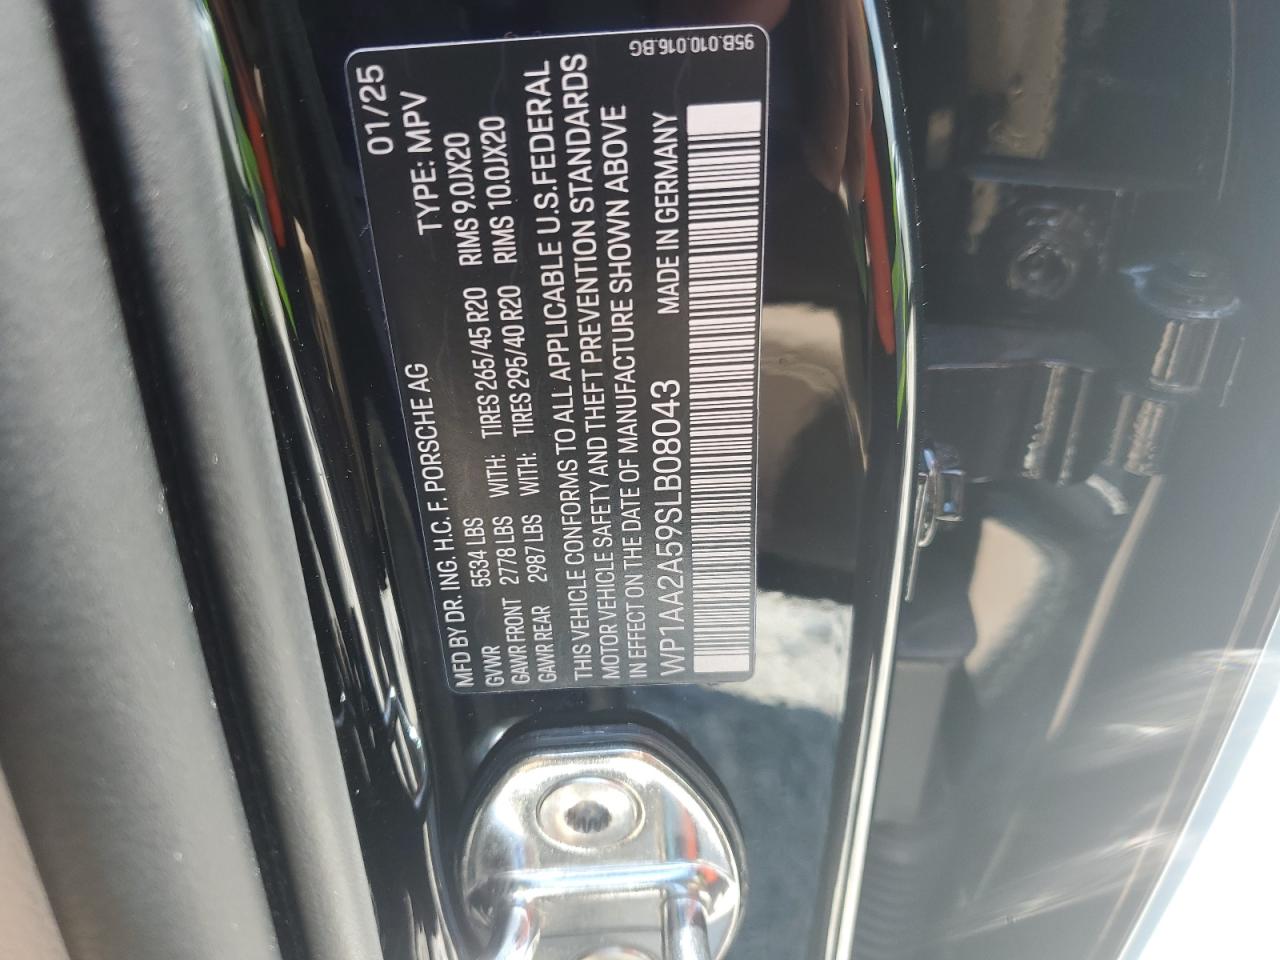 MFD BY DR. ING. H.C. F. PORSCHE AG 01/25
GVWR 5534 LBS TYPE: MPV
GAWR FRONT 2778 LBS WITH: TIRES 265/45 R20 RIMS 9.0JX20
GAWR REAR 2987 LBS WITH: TIRES 295/40 R20 RIMS 10.0JX20
THIS VEHICLE CONFORMS TO ALL APPLICABLE U.S.FEDERAL
MOTOR VEHICLE SAFETY AND THEFT PREVENTION STANDARDS
IN EFFECT ON THE DATE OF MANUFACTURE SHOWN ABOVE
WP1AA2A59SLB08043 MADE IN GERMANY
95B.010.016.BG